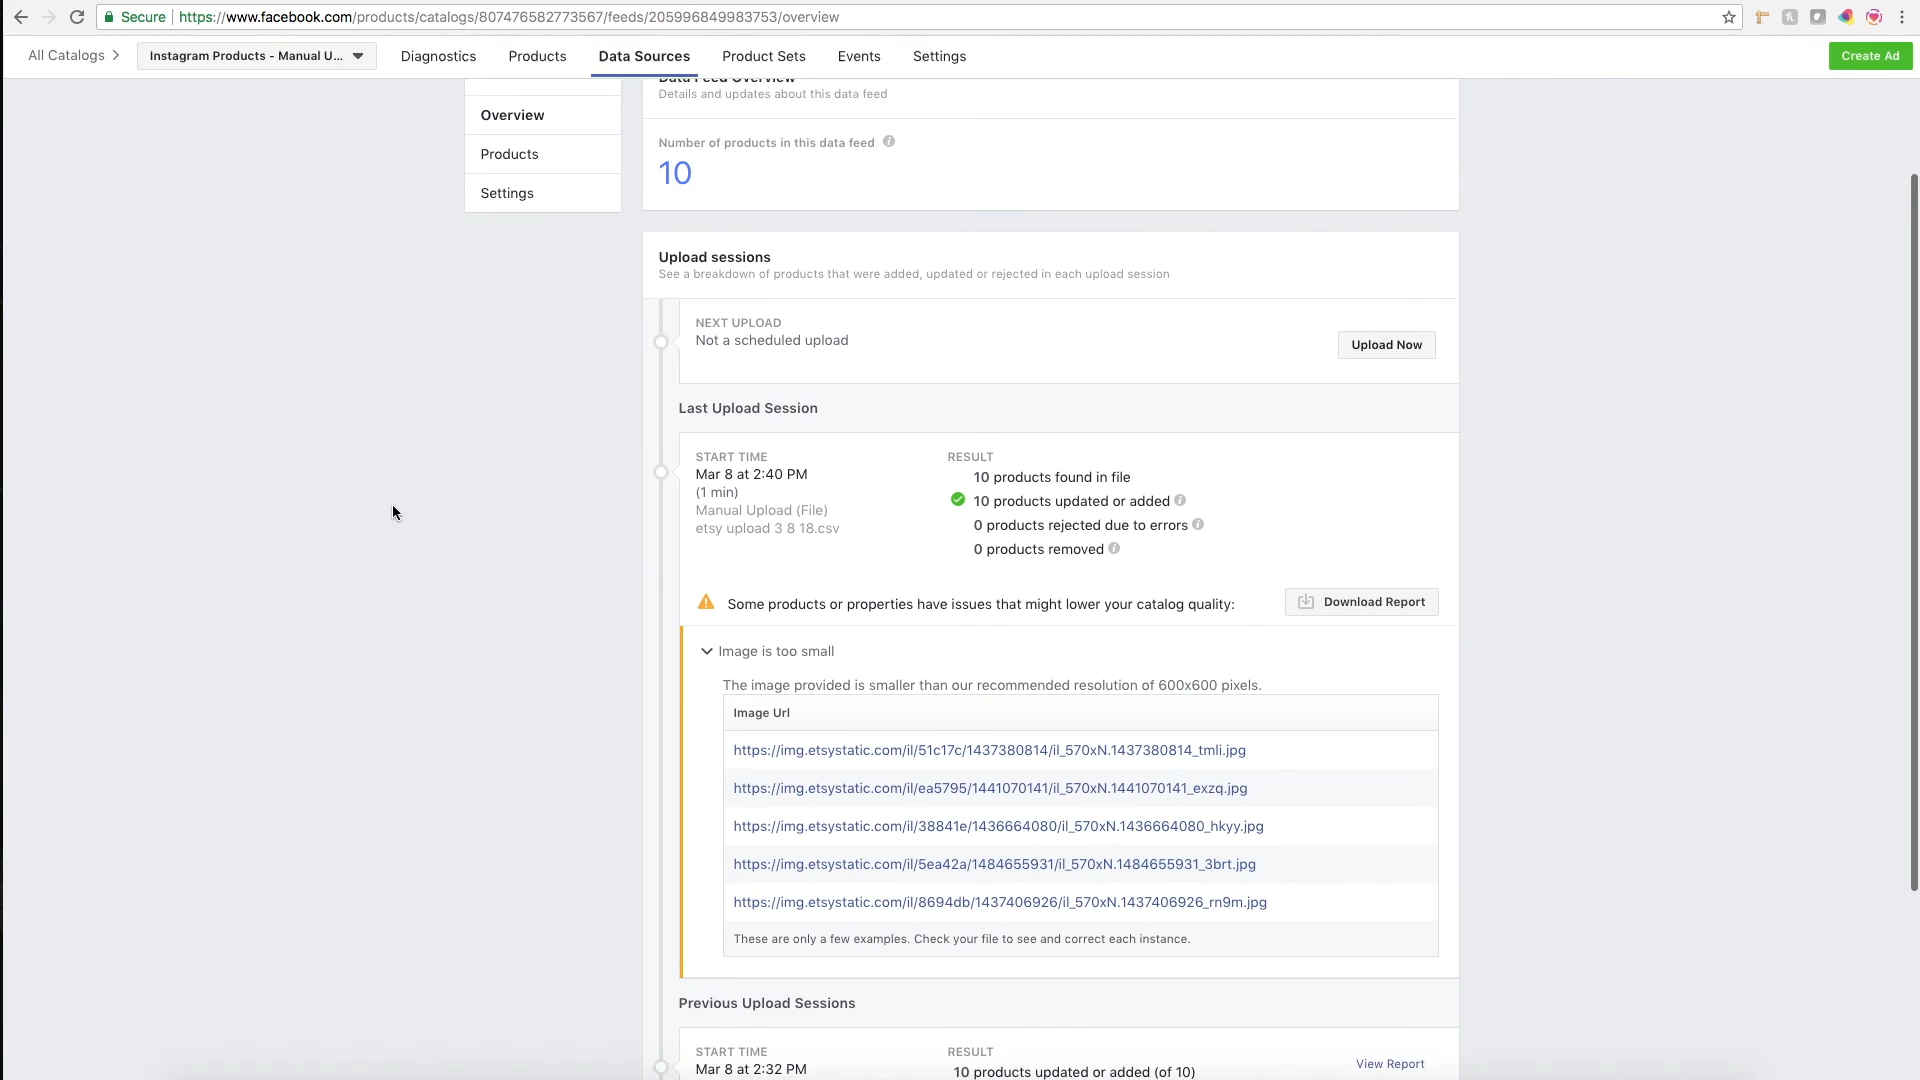 Secure | https://www.facebook.com/products/catalogs/807476582773567/feeds/205996849983753/overview
All Catalogs > Instagram Products - Manual U... Diagnostics Products Data Sources Product Sets Events Settings Create Ad
Data Feed Overview
Details and updates about this data feed
Overview
Products
Settings
Number of products in this data feed
10
Upload sessions
See a breakdown of products that were added, updated or rejected in each upload session
NEXT UPLOAD
Not a scheduled upload
Upload Now
Last Upload Session
START TIME
Mar 8 at 2:40 PM
(1 min)
Manual Upload (File)
etsy upload 3 8 18.csv
RESULT
10 products found in file
10 products updated or added
0 products rejected due to errors
0 products removed
Some products or properties have issues that might lower your catalog quality:
Download Report
Image is too small
The image provided is smaller than our recommended resolution of 600x600 pixels.
Image Url
https://img.etsystatic.com/il/51c17c/1437380814/il_570xN.1437380814_tmli.jpg
https://img.etsystatic.com/il/ea5795/1441070141/il_570xN.1441070141_exzq.jpg
https://img.etsystatic.com/il/38841e/1436664080/il_570xN.1436664080_hkyy.jpg
https://img.etsystatic.com/il/5ea42a/1484655931/il_570xN.1484655931_3brt.jpg
https://img.etsystatic.com/il/8694db/1437406926/il_570xN.1437406926_rn9m.jpg
These are only a few examples. Check your file to see and correct each instance.
Previous Upload Sessions
START TIME
Mar 8 at 2:32 PM
RESULT
10 products updated or added (of 10)
View Report